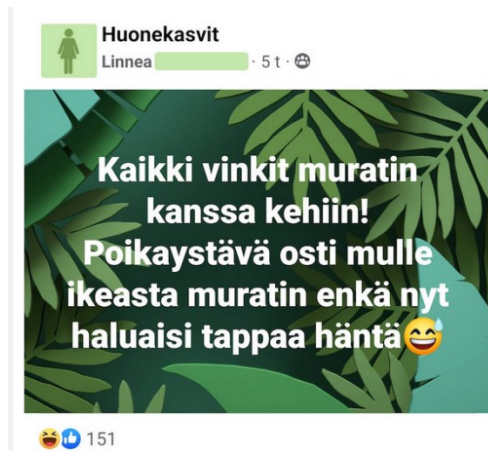 Huonekasvit
Linnea · 5 t ·
Kaikki vinkit muratin
kanssa kehiin!
Poikaystävä osti mulle
ikeasta muratin enkä nyt
haluaisi tappaa häntä😅
151